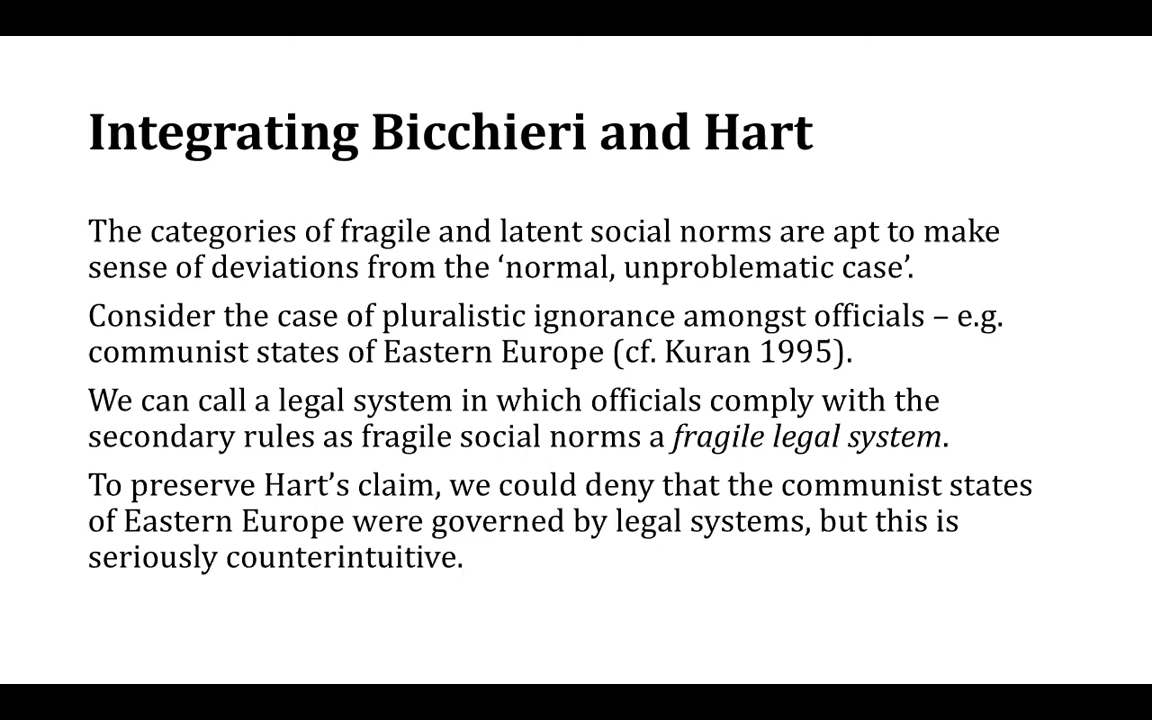 Integrating Bicchieri and Hart
The categories of fragile and latent social norms are apt to make
sense of deviations from the ‘normal, unproblematic case’.
Consider the case of pluralistic ignorance amongst officials – e.g.
communist states of Eastern Europe (cf. Kuran 1995).
We can call a legal system in which officials comply with the
secondary rules as fragile social norms a fragile legal system.
To preserve Hart’s claim, we could deny that the communist states
of Eastern Europe were governed by legal systems, but this is
seriously counterintuitive.